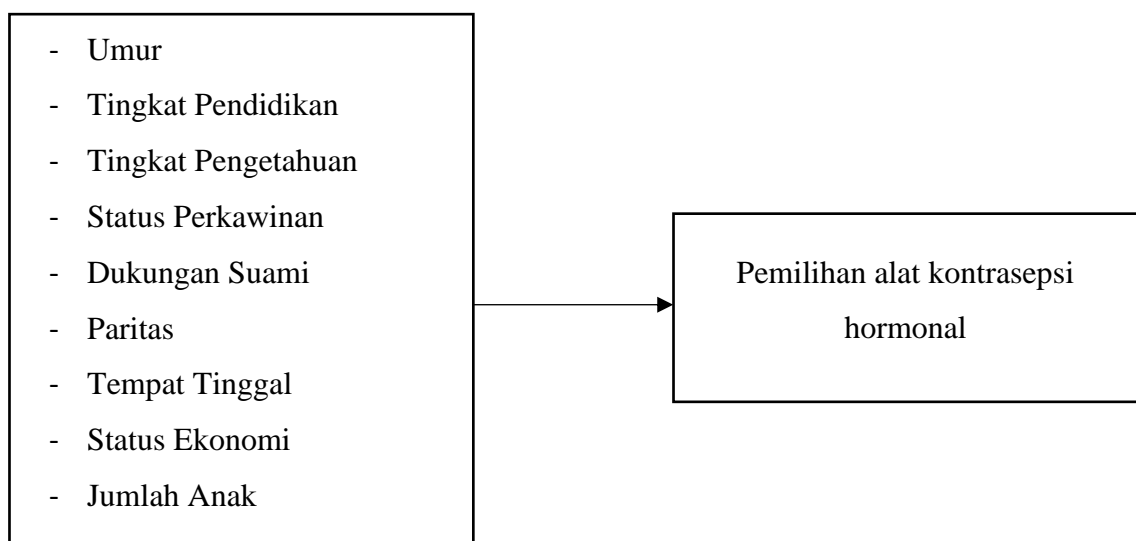 - Umur
- Tingkat Pendidikan
- Tingkat Pengetahuan
- Status Perkawinan
- Dukungan Suami
- Paritas
- Tempat Tinggal
- Status Ekonomi
- Jumlah Anak
Pemilihan alat kontrasepsi
hormonal